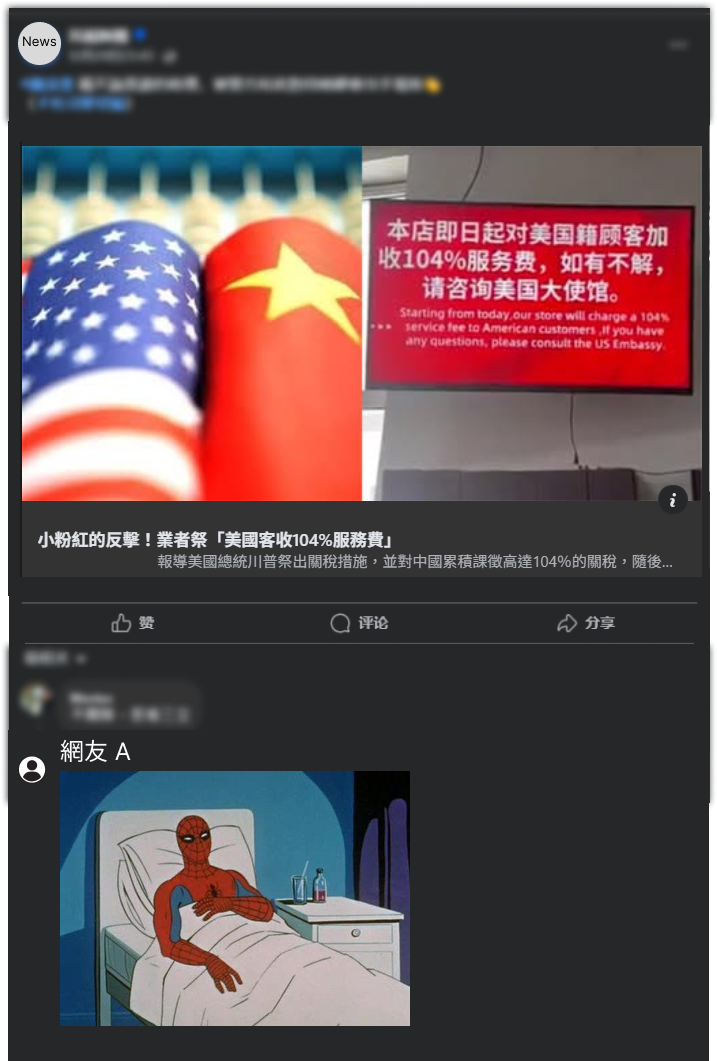 News
本店即日起对美国籍顾客加
收104%服务费，如有不解，
请咨询美国大使馆。
Starting from today,our store will charge a 104%
service fee to American customers ,If you have
any questions, please consult the US Embassy.
小粉紅的反擊！業者祭「美國客收104%服務費」
報導美國總統川普祭出關稅措施，並對中國累積課徵高達104%的關稅，隨後...
赞
评论
分享
網友 A